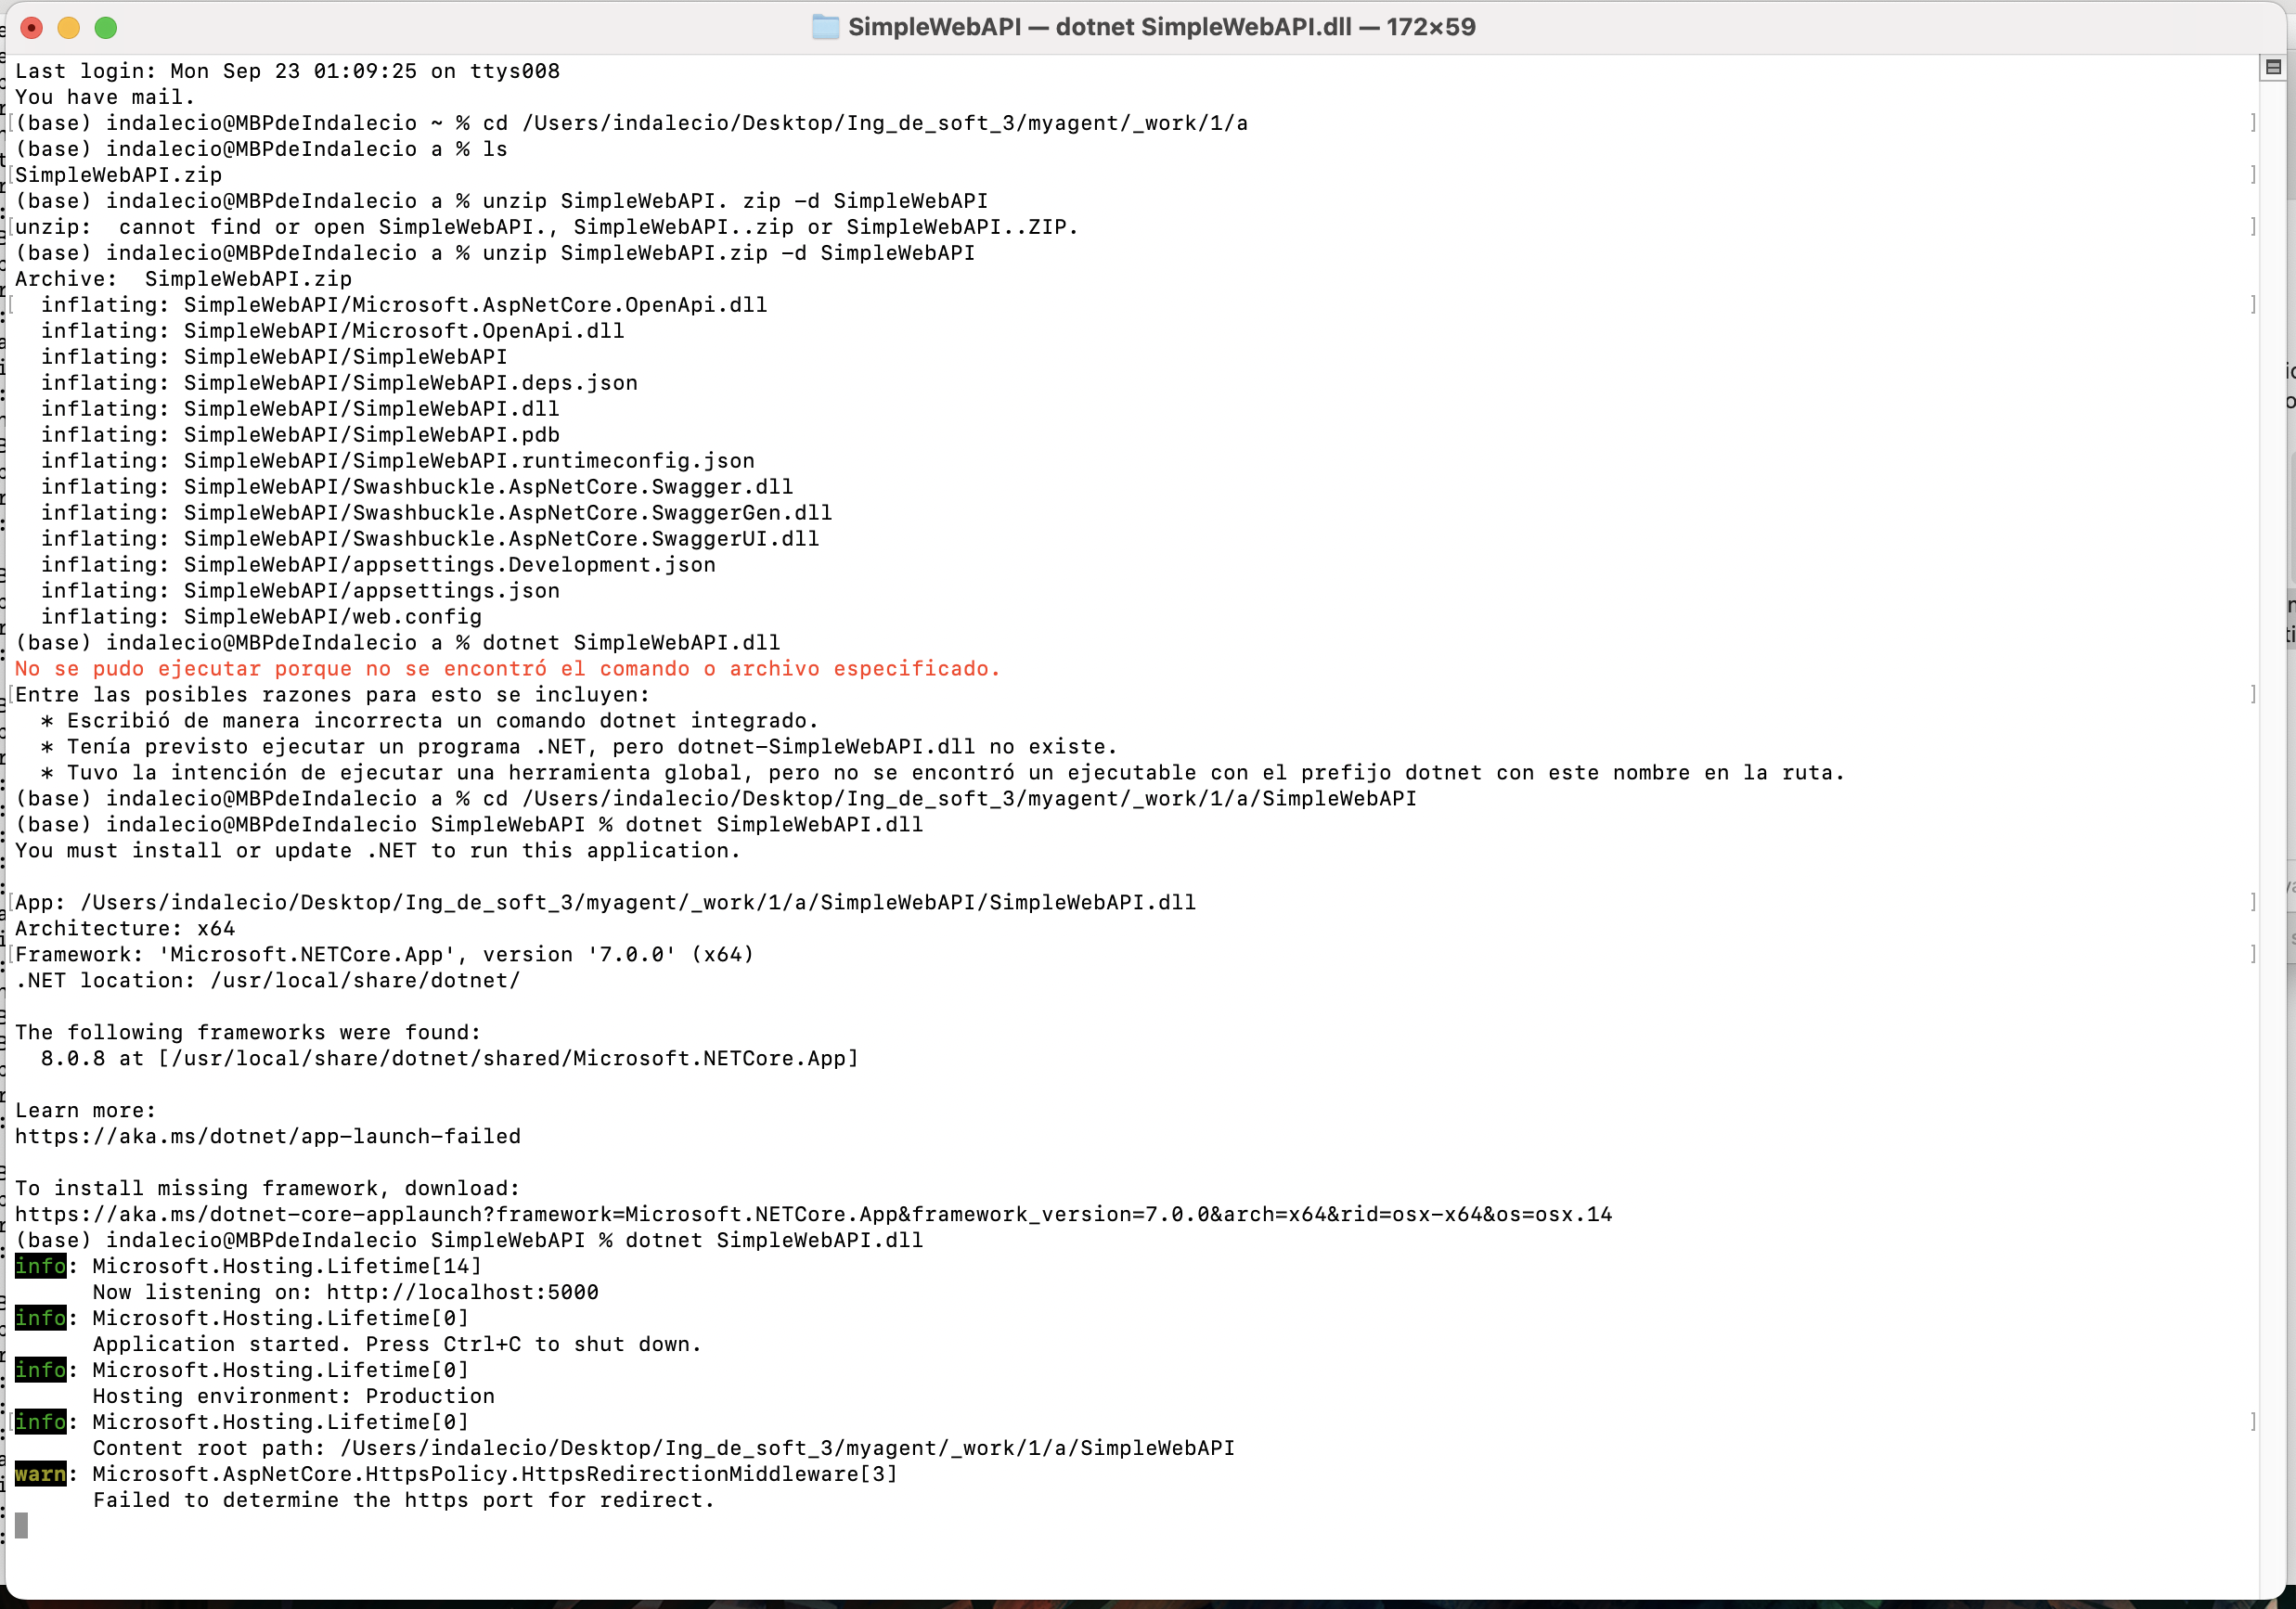 SimpleWebAPI — dotnet SimpleWebAPI.dll — 172×59
Last login: Mon Sep 23 01:09:25 on ttys008
You have mail.
(base) indalecio@MBPdeIndalecio ~ % cd /Users/indalecio/Desktop/Ing_de_soft_3/myagent/_work/1/a
(base) indalecio@MBPdeIndalecio a % ls
SimpleWebAPI.zip
(base) indalecio@MBPdeIndalecio a % unzip SimpleWebAPI. zip -d SimpleWebAPI
unzip:  cannot find or open SimpleWebAPI., SimpleWebAPI..zip or SimpleWebAPI..ZIP.
(base) indalecio@MBPdeIndalecio a % unzip SimpleWebAPI.zip -d SimpleWebAPI
Archive:  SimpleWebAPI.zip
  inflating: SimpleWebAPI/Microsoft.AspNetCore.OpenApi.dll
  inflating: SimpleWebAPI/Microsoft.OpenApi.dll
  inflating: SimpleWebAPI/SimpleWebAPI
  inflating: SimpleWebAPI/SimpleWebAPI.deps.json
  inflating: SimpleWebAPI/SimpleWebAPI.dll
  inflating: SimpleWebAPI/SimpleWebAPI.pdb
  inflating: SimpleWebAPI/SimpleWebAPI.runtimeconfig.json
  inflating: SimpleWebAPI/Swashbuckle.AspNetCore.Swagger.dll
  inflating: SimpleWebAPI/Swashbuckle.AspNetCore.SwaggerGen.dll
  inflating: SimpleWebAPI/Swashbuckle.AspNetCore.SwaggerUI.dll
  inflating: SimpleWebAPI/appsettings.Development.json
  inflating: SimpleWebAPI/appsettings.json
  inflating: SimpleWebAPI/web.config
(base) indalecio@MBPdeIndalecio a % dotnet SimpleWebAPI.dll
No se pudo ejecutar porque no se encontró el comando o archivo especificado.
Entre las posibles razones para esto se incluyen:
  * Escribió de manera incorrecta un comando dotnet integrado.
  * Tenía previsto ejecutar un programa .NET, pero dotnet-SimpleWebAPI.dll no existe.
  * Tuvo la intención de ejecutar una herramienta global, pero no se encontró un ejecutable con el prefijo dotnet con este nombre en la ruta.
(base) indalecio@MBPdeIndalecio a % cd /Users/indalecio/Desktop/Ing_de_soft_3/myagent/_work/1/a/SimpleWebAPI
(base) indalecio@MBPdeIndalecio SimpleWebAPI % dotnet SimpleWebAPI.dll
You must install or update .NET to run this application.
App: /Users/indalecio/Desktop/Ing_de_soft_3/myagent/_work/1/a/SimpleWebAPI/SimpleWebAPI.dll
Architecture: x64
Framework: 'Microsoft.NETCore.App', version '7.0.0' (x64)
.NET location: /usr/local/share/dotnet/
The following frameworks were found:
  8.0.8 at [/usr/local/share/dotnet/shared/Microsoft.NETCore.App]
Learn more:
https://aka.ms/dotnet/app-launch-failed
To install missing framework, download:
https://aka.ms/dotnet-core-applaunch?framework=Microsoft.NETCore.App&framework_version=7.0.0&arch=x64&rid=osx-x64&os=osx.14
(base) indalecio@MBPdeIndalecio SimpleWebAPI % dotnet SimpleWebAPI.dll
info: Microsoft.Hosting.Lifetime[14]
      Now listening on: http://localhost:5000
info: Microsoft.Hosting.Lifetime[0]
      Application started. Press Ctrl+C to shut down.
info: Microsoft.Hosting.Lifetime[0]
      Hosting environment: Production
info: Microsoft.Hosting.Lifetime[0]
      Content root path: /Users/indalecio/Desktop/Ing_de_soft_3/myagent/_work/1/a/SimpleWebAPI
warn: Microsoft.AspNetCore.HttpsPolicy.HttpsRedirectionMiddleware[3]
      Failed to determine the https port for redirect.